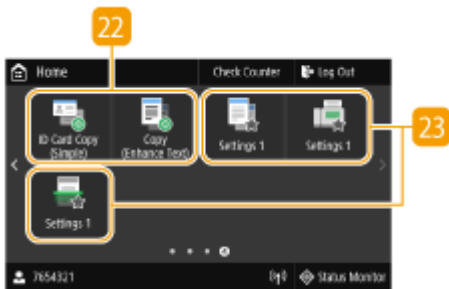 22
Home
Check Counter
Log Out
ID Card Copy
(Simple)
Copy
(Enhance Text)
Settings 1
Settings 1
23
Settings 1
7654321
Status Monitor